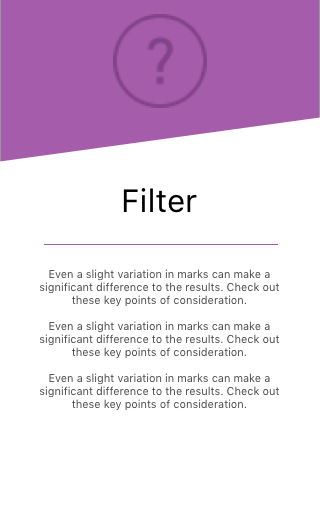 ?
Filter
Even a slight variation in marks can make a
significant difference to the results. Check out
these key points of consideration.
Even a slight variation in marks can make a
significant difference to the results. Check out
these key points of consideration.
Even a slight variation in marks can make a
significant difference to the results. Check out
these key points of consideration.